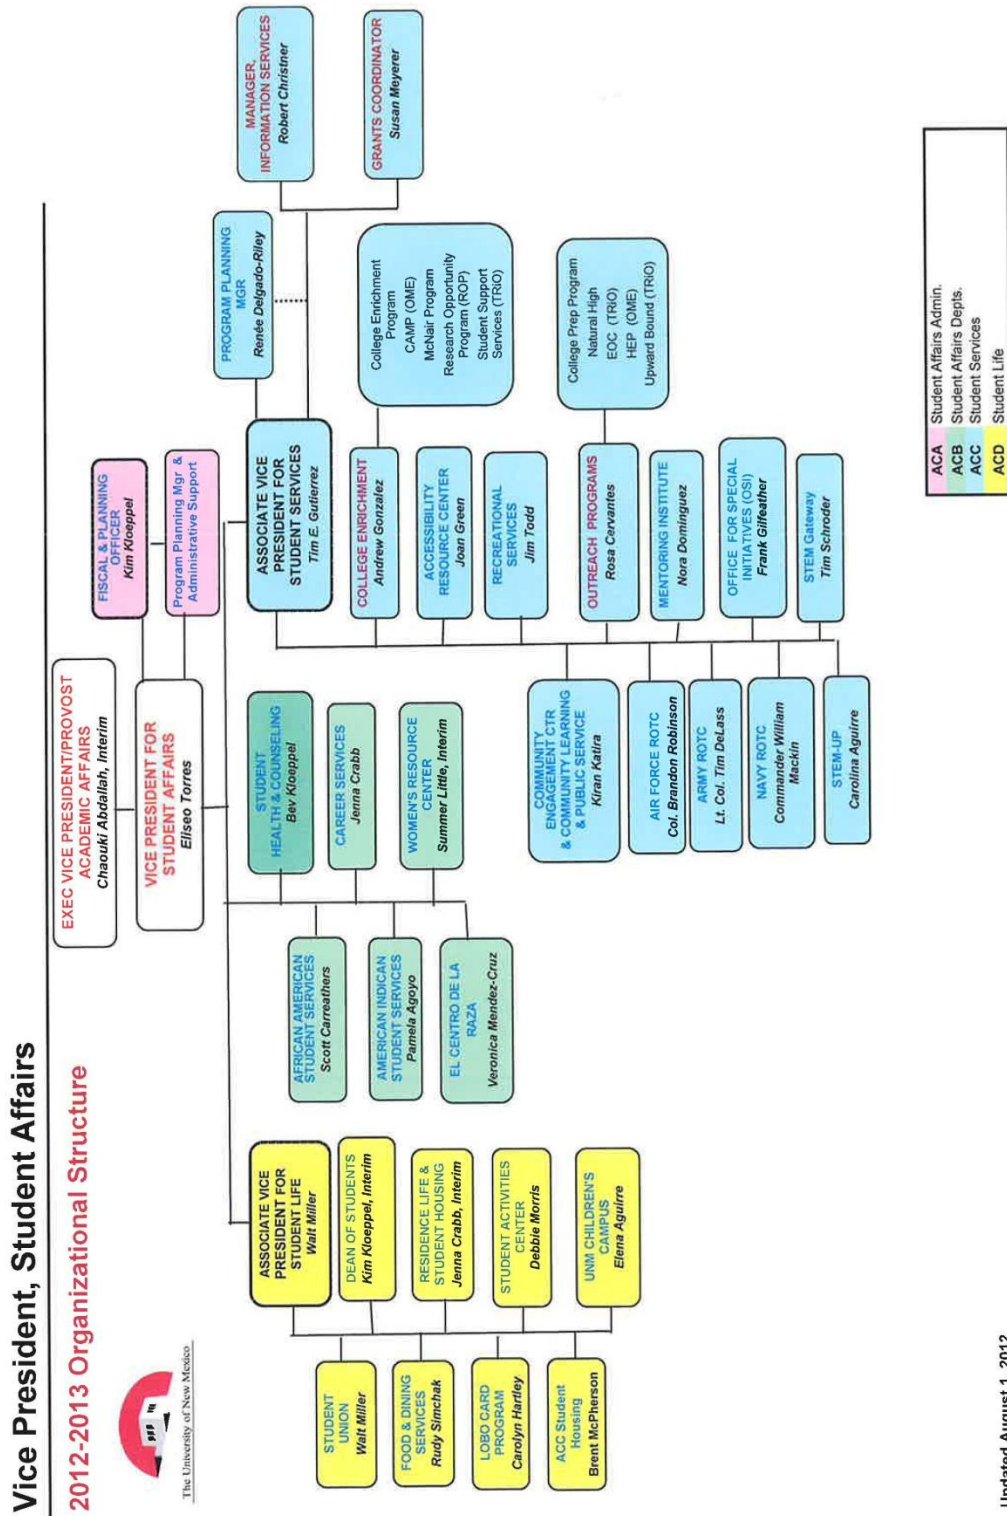 Vice President, Student Affairs
2012-2013 Organizational Structure
The University of New Mexico
EXEC VICE PRESIDENT/PROVOST
ACADEMIC AFFAIRS
Chaouki Abdallah, Interim
VICE PRESIDENT FOR
STUDENT AFFAIRS
Eliseo Torres
FISCAL & PLANNING
OFFICER
Kim Kloeppel
Program Planning Mgr &
Administrative Support
ASSOCIATE VICE
PRESIDENT FOR
STUDENT LIFE
Walt Miller
STUDENT
UNION
Walt Miller
DEAN OF STUDENTS
Kim Kloeppel, Interim
FOOD & DINING
SERVICES
Rudy Simchak
RESIDENCE LIFE &
STUDENT HOUSING
Jenna Crabb, Interim
LOBO CARD
PROGRAM
Carolyn Hartley
STUDENT ACTIVITIES
CENTER
Debbie Morris
ACC Student
Housing
Brent McPherson
UNM CHILDREN'S
CAMPUS
Elena Aguirre
STUDENT
HEALTH & COUNSELING
Bev Kloeppel
AFRICAN AMERICAN
STUDENT SERVICES
Scott Carreathers
CAREER SERVICES
Jenna Crabb
AMERICAN INDICAN
STUDENT SERVICES
Pamela Agoyo
WOMEN'S RESOURCE
CENTER
Summer Little, Interim
EL CENTRO DE LA
RAZA
Veronica Mendez-Cruz
ASSOCIATE VICE
PRESIDENT FOR
STUDENT SERVICES
Tim E. Gutierrez
PROGRAM PLANNING
MGR
Renée Delgado-Riley
MANAGER,
INFORMATION SERVICES
Robert Christner
GRANTS COORDINATOR
Susan Meyerer
COLLEGE ENRICHMENT
Andrew Gonzalez
College Enrichment
Program
CAMP (OME)
McNair Program
Research Opportunity
Program (ROP)
Student Support
Services (TRiO)
ACCESSIBILITY
RESOURCE CENTER
Joan Green
RECREATIONAL
SERVICES
Jim Todd
COMMUNITY
ENGAGEMENT CTR
& COMMUNITY LEARNING
& PUBLIC SERVICE
Kiran Katira
OUTREACH PROGRAMS
Rosa Cervantes
College Prep Program
Natural High
EOC (TRiO)
HEP (OME)
Upward Bound (TRiO)
AIR FORCE ROTC
Col. Brandon Robinson
MENTORING INSTITUTE
Nora Dominguez
ARMY ROTC
Lt. Col. Tim DeLass
OFFICE FOR SPECIAL
INITIATIVES (OSI)
Frank Gilfeather
NAVY ROTC
Commander William
Mackin
STEM Gateway
Tim Schroder
STEM-UP
Carolina Aguirre
ACA Student Affairs Admin.
ACB Student Affairs Depts.
ACC Student Services
ACD Student Life
Updated August 1, 2012